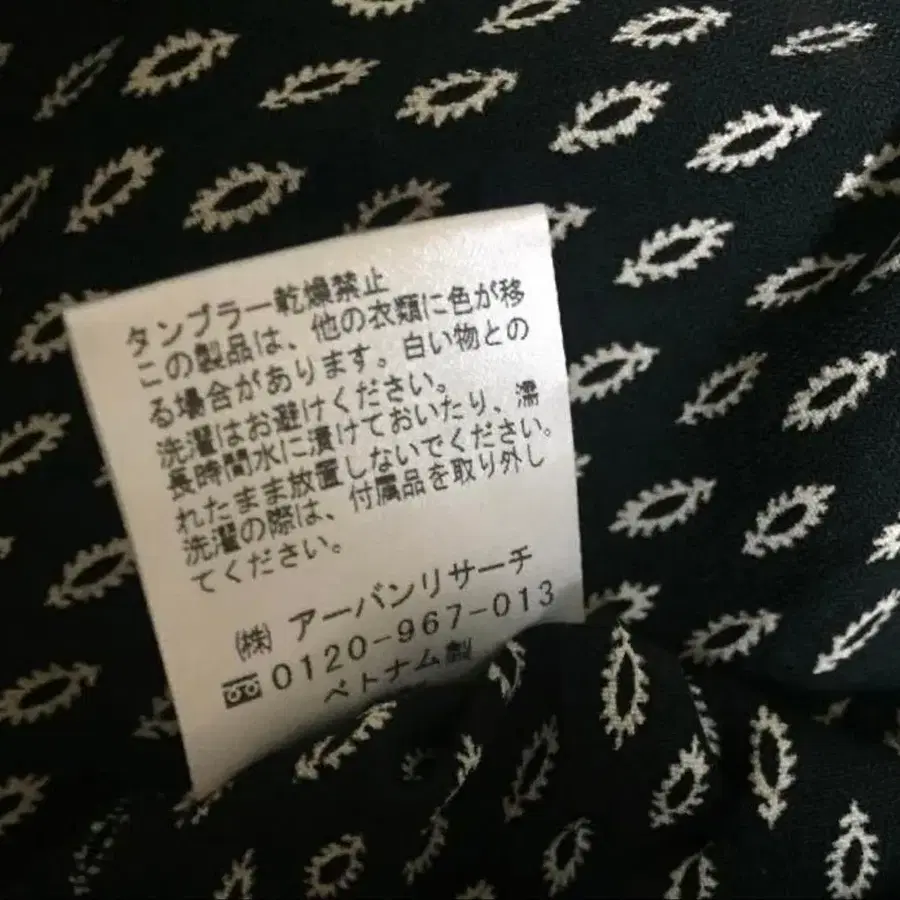 タンブラー乾燥禁止
この製品は、他の衣類に色が移
る場合があります。白い物との
洗濯はお避けください。
長時間水に漬けておいたり、濡
れたまま放置しないでください。
洗濯の際は、付属品を取り外し
てください。
㈱ アーバンリサーチ
0120-967-013
ベトナム製